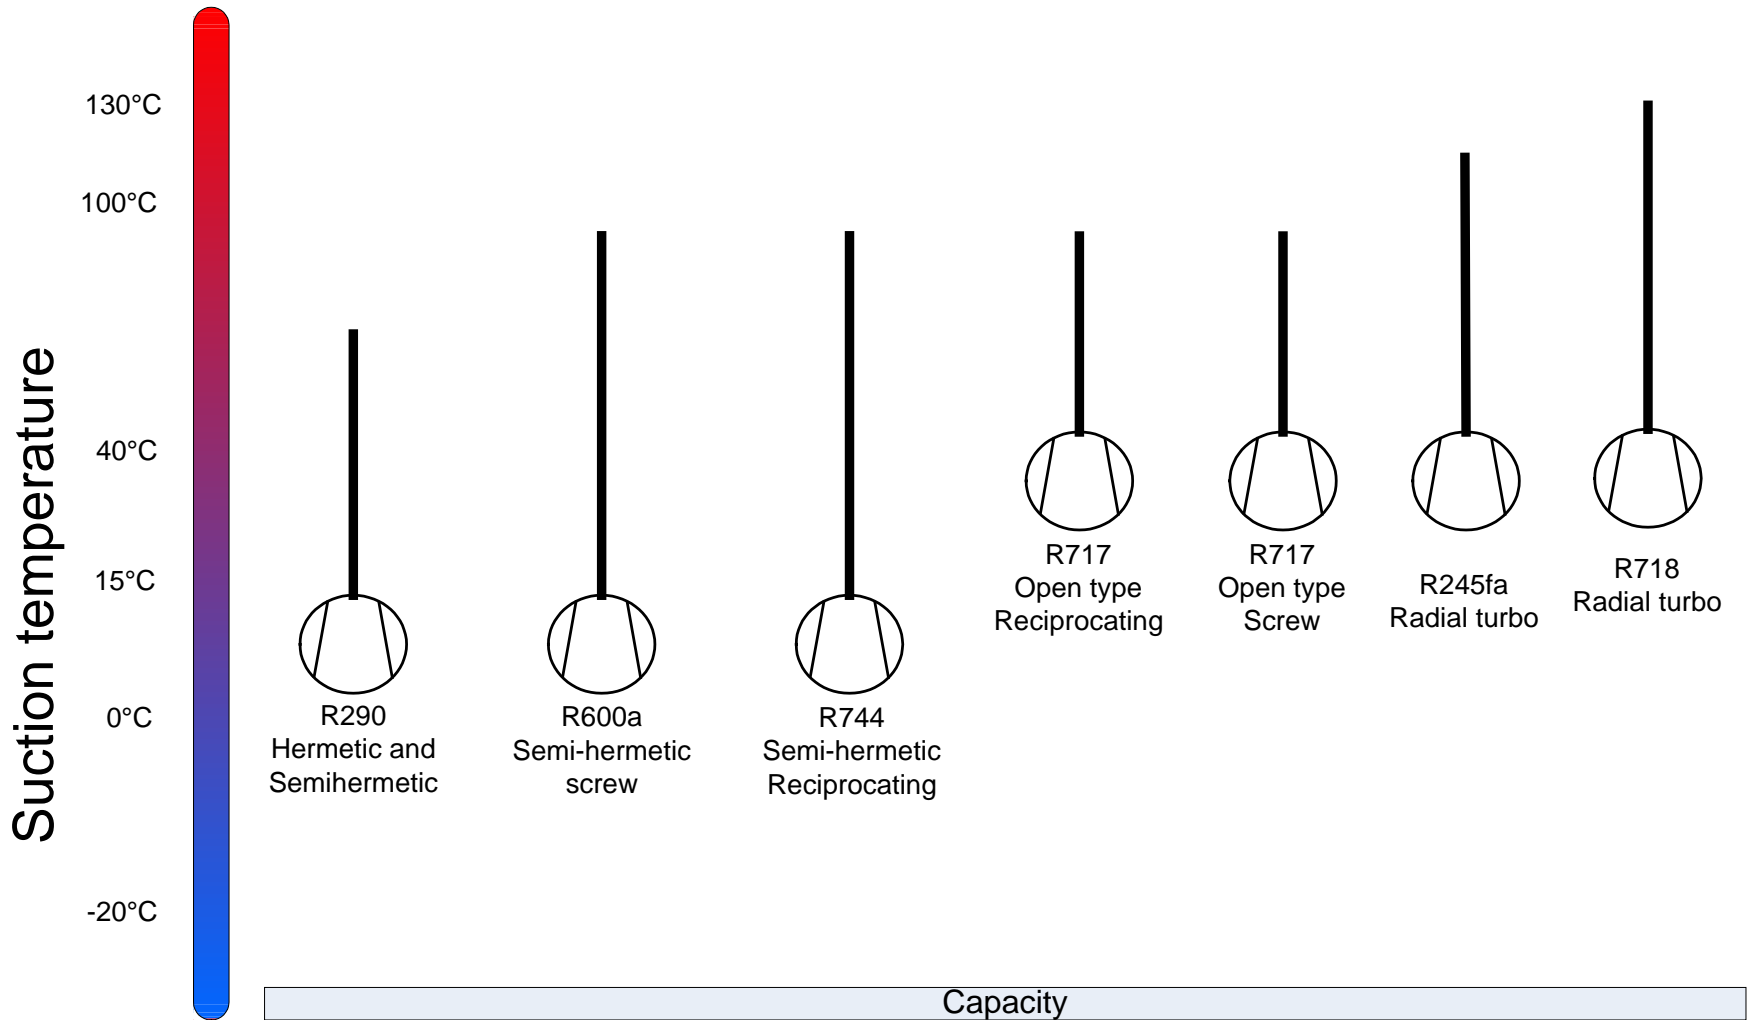 Suction temperature
130°C
100°C
40°C
15°C
0°C
-20°C
R290
Hermetic and
Semihermetic
R600a
Semi-hermetic
screw
R744
Semi-hermetic
Reciprocating
R717
Open type
Reciprocating
R717
Open type
Screw
R245fa
Radial turbo
R718
Radial turbo
Capacity